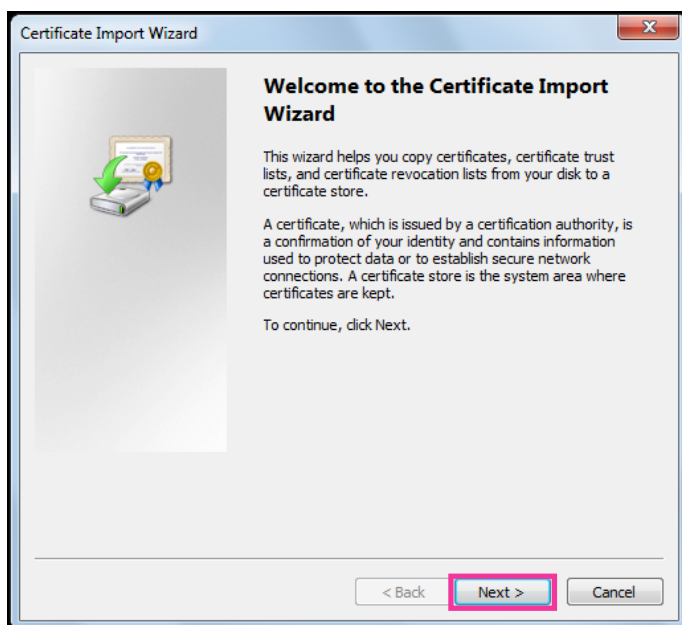 Certificate Import Wizard
Welcome to the Certificate Import
Wizard
This wizard helps you copy certificates, certificate trust
lists, and certificate revocation lists from your disk to a
certificate store.
A certificate, which is issued by a certification authority, is
a confirmation of your identity and contains information
used to protect data or to establish secure network
connections. A certificate store is the system area where
certificates are kept.
To continue, click Next.
< Back Next > Cancel